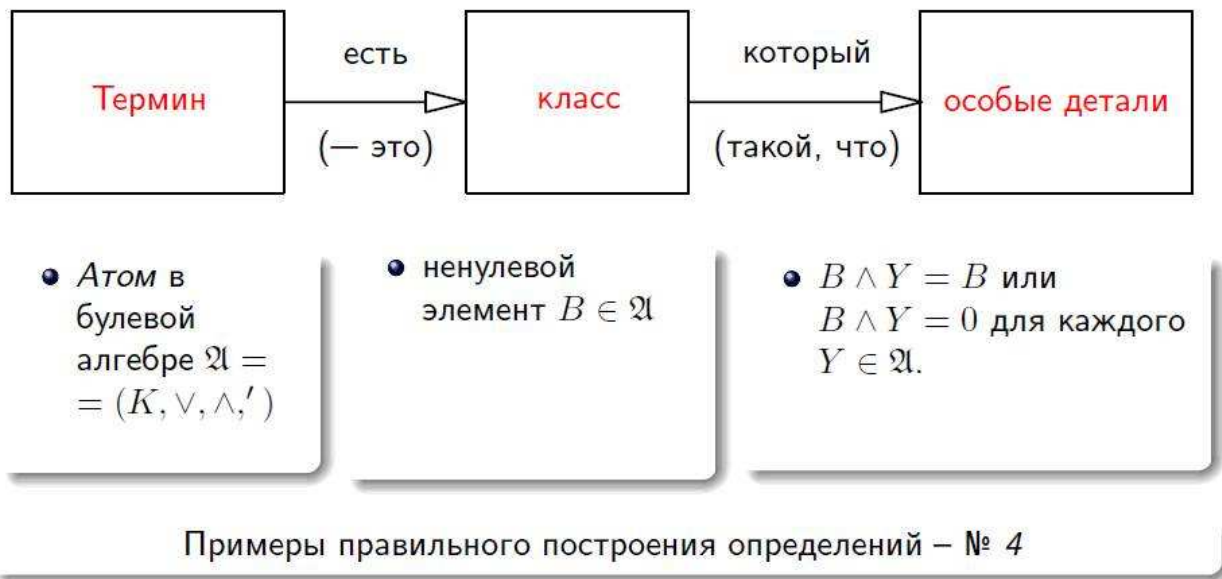 Термин
есть
(— это)
класс
который
(такой, что)
особые детали
• Атом в
булевой
алгебре 𝔄 =
= (K, ∨, ∧,′ )
• ненулевой
элемент B ∈ 𝔄
• B ∧ Y = B или
B ∧ Y = 0 для каждого
Y ∈ 𝔄.
Примеры правильного построения определений – № 4